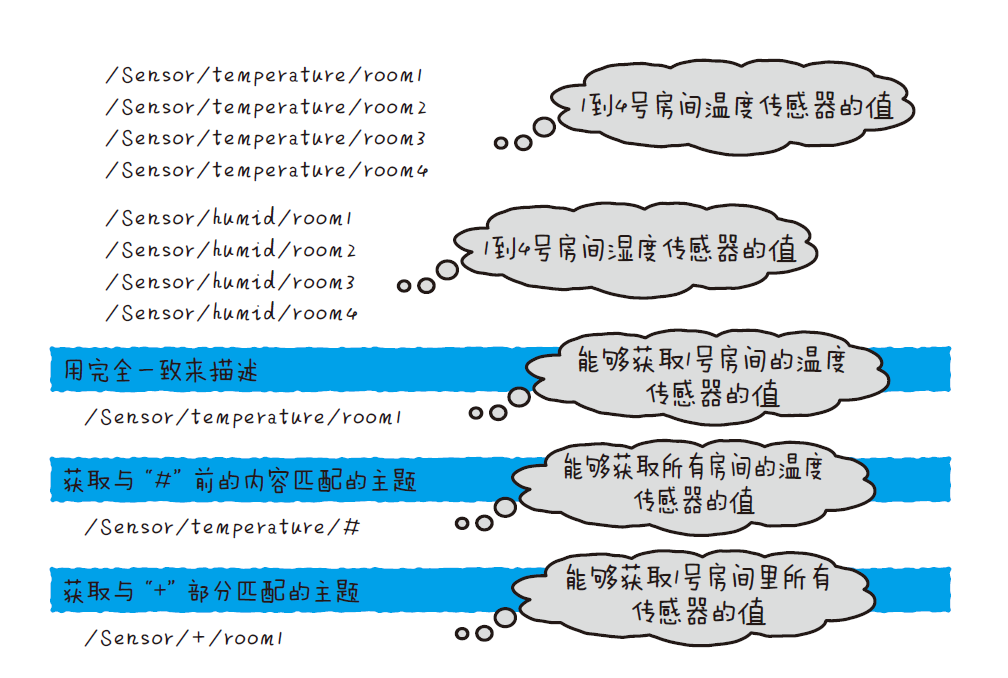 /Sensor/temperature/room1
/Sensor/temperature/room2
/Sensor/temperature/room3
/Sensor/temperature/room4
1到4号房间温度传感器的值
/Sensor/humid/room1
/Sensor/humid/room2
/Sensor/humid/room3
/Sensor/humid/room4
1到4号房间湿度传感器的值
用完全一致来描述
/Sensor/temperature/room1
能够获取1号房间的温度
传感器的值
获取与“#”前的内容匹配的主题
/Sensor/temperature/#
能够获取所有房间的温度
传感器的值
获取与“+”部分匹配的主题
/Sensor/+/room1
能够获取1号房间里所有
传感器的值